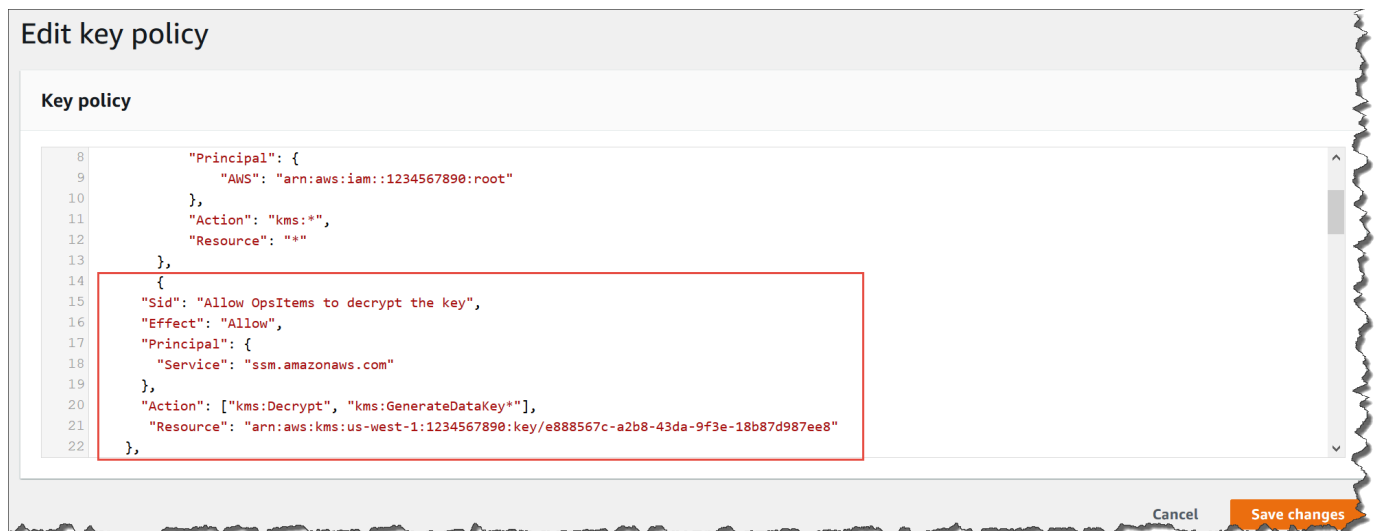 Edit key policy
Key policy
8 "Principal": {
9 "AWS": "arn:aws:iam::1234567890:root"
10 },
11 "Action": "kms:*",
12 "Resource": "*"
13 },
14 {
15 "Sid": "Allow OpsItems to decrypt the key",
16 "Effect": "Allow",
17 "Principal": {
18 "Service": "ssm.amazonaws.com"
19 },
20 "Action": ["kms:Decrypt", "kms:GenerateDataKey*"],
21 "Resource": "arn:aws:kms:us-west-1:1234567890:key/e888567c-a2b8-43da-9f3e-18b87d987ee8"
22 },
Cancel Save changes